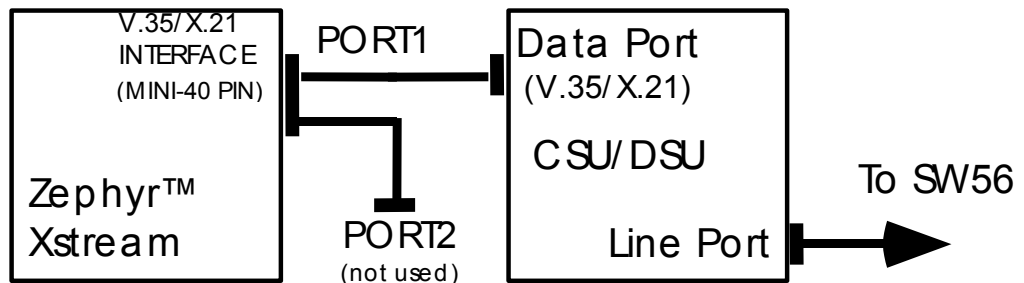 V.35/X.21
INTERFACE
(MINI-40 PIN)
Zephyr™
Xstream
PORT1
PORT2
(not used)
Data Port
(V.35/X.21)
CSU/DSU
Line Port
To SW56